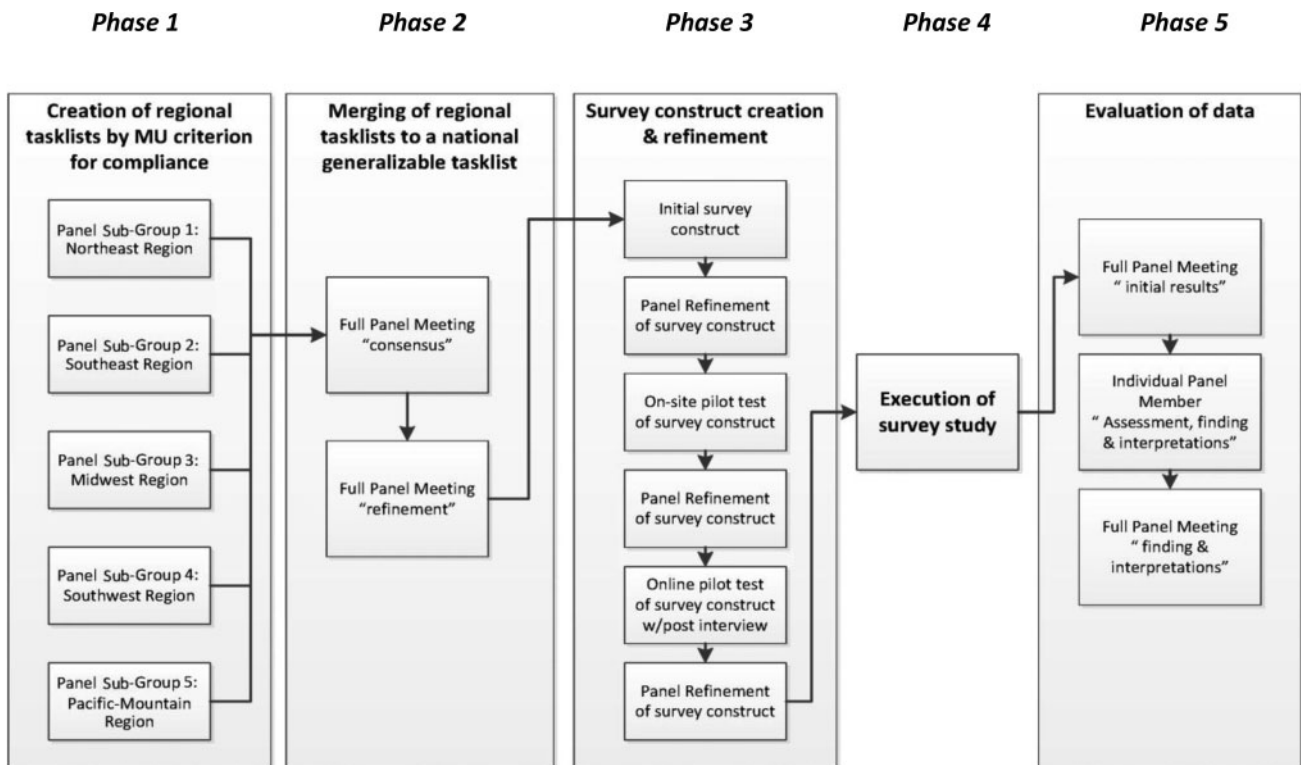 Phase 1
Phase 2
Phase 3
Phase 4
Phase 5
Creation of regional
tasklists by MU criterion
for compliance
Panel Sub-Group 1:
Northeast Region
Panel Sub-Group 2:
Southeast Region
Panel Sub-Group 3:
Midwest Region
Panel Sub-Group 4:
Southwest Region
Panel Sub-Group 5:
Pacific-Mountain
Region
Merging of regional
tasklists to a national
generalizable tasklist
Full Panel Meeting
“consensus”
Full Panel Meeting
“refinement”
Survey construct creation
& refinement
Initial survey
construct
Panel Refinement
of survey construct
On-site pilot test
of survey construct
Panel Refinement
of survey construct
Online pilot test
of survey construct
w/post interview
Panel Refinement
of survey construct
Execution of
survey study
Evaluation of data
Full Panel Meeting
“ initial results”
Individual Panel
Member
“ Assessment, finding
& interpretations”
Full Panel Meeting
“ finding &
interpretations”